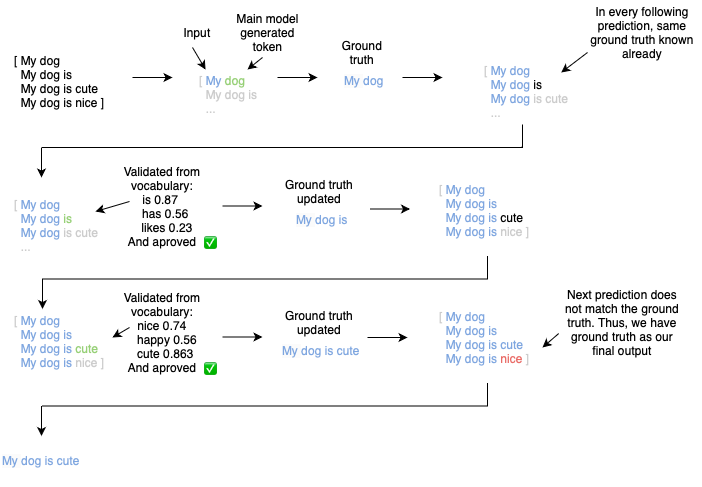 [ My dog
My dog is
My dog is cute
My dog is nice ]
Input
Main model
generated
token
[ My dog
My dog is
...
Ground
truth
My dog
In every following
prediction, same
ground truth known
already
[ My dog
My dog is
My dog is cute
...
[ My dog
My dog is
My dog is cute
...
Validated from
vocabulary:
is 0.87
has 0.56
likes 0.23
And aproved ✅
Ground truth
updated
My dog is
[ My dog
My dog is
My dog is cute
My dog is nice ]
[ My dog
My dog is
My dog is cute
My dog is nice ]
Validated from
vocabulary:
nice 0.74
happy 0.56
cute 0.863
And aproved ✅
Ground truth
updated
My dog is cute
[ My dog
My dog is
My dog is cute
My dog is nice ]
Next prediction does
not match the ground
truth. Thus, we have
ground truth as our
final output
My dog is cute